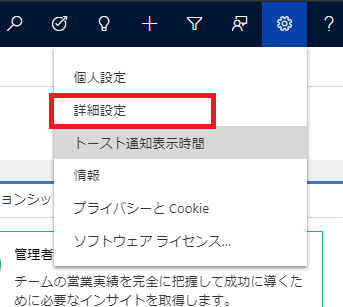 個人設定
詳細設定
トースト通知表示時間
情報
プライバシーと Cookie
ソフトウェア ライセンス...
ョンシッ
管理者
チームの営業実績を完全に把握して成功に導くた
めに必要なインサイトを取得します。